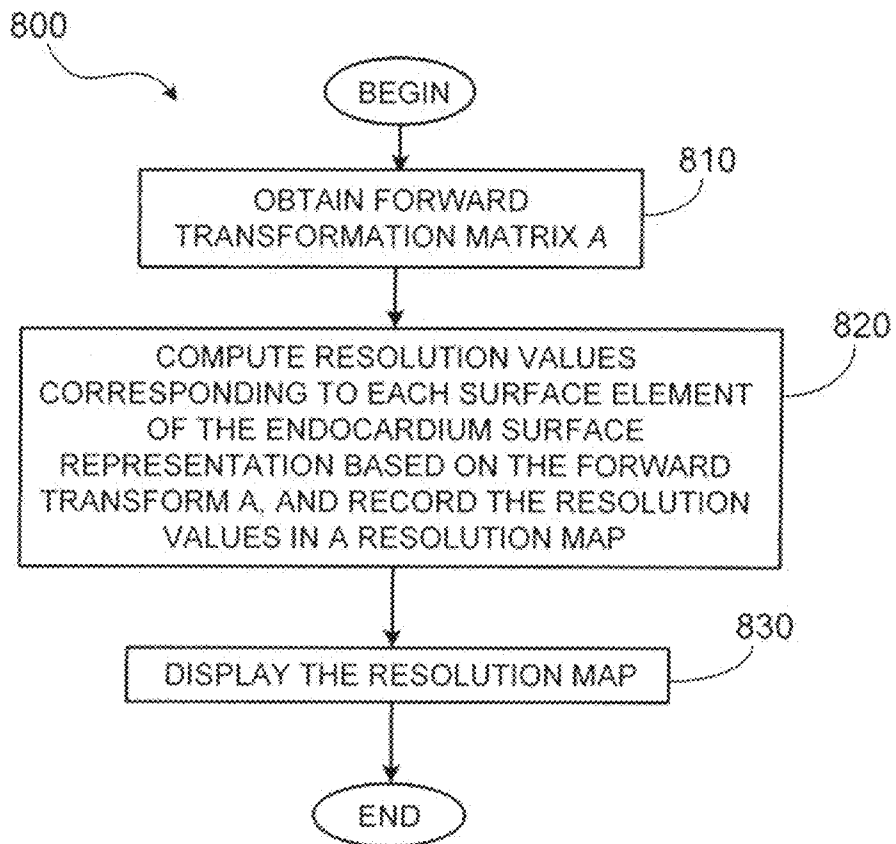 800
BEGIN
810
OBTAIN FORWARD
TRANSFORMATION MATRIX A
820
COMPUTE RESOLUTION VALUES
CORRESPONDING TO EACH SURFACE ELEMENT
OF THE ENDOCARDIUM SURFACE
REPRESENTATION BASED ON THE FORWARD
TRANSFORM A, AND RECORD THE RESOLUTION
VALUES IN A RESOLUTION MAP
830
DISPLAY THE RESOLUTION MAP
END